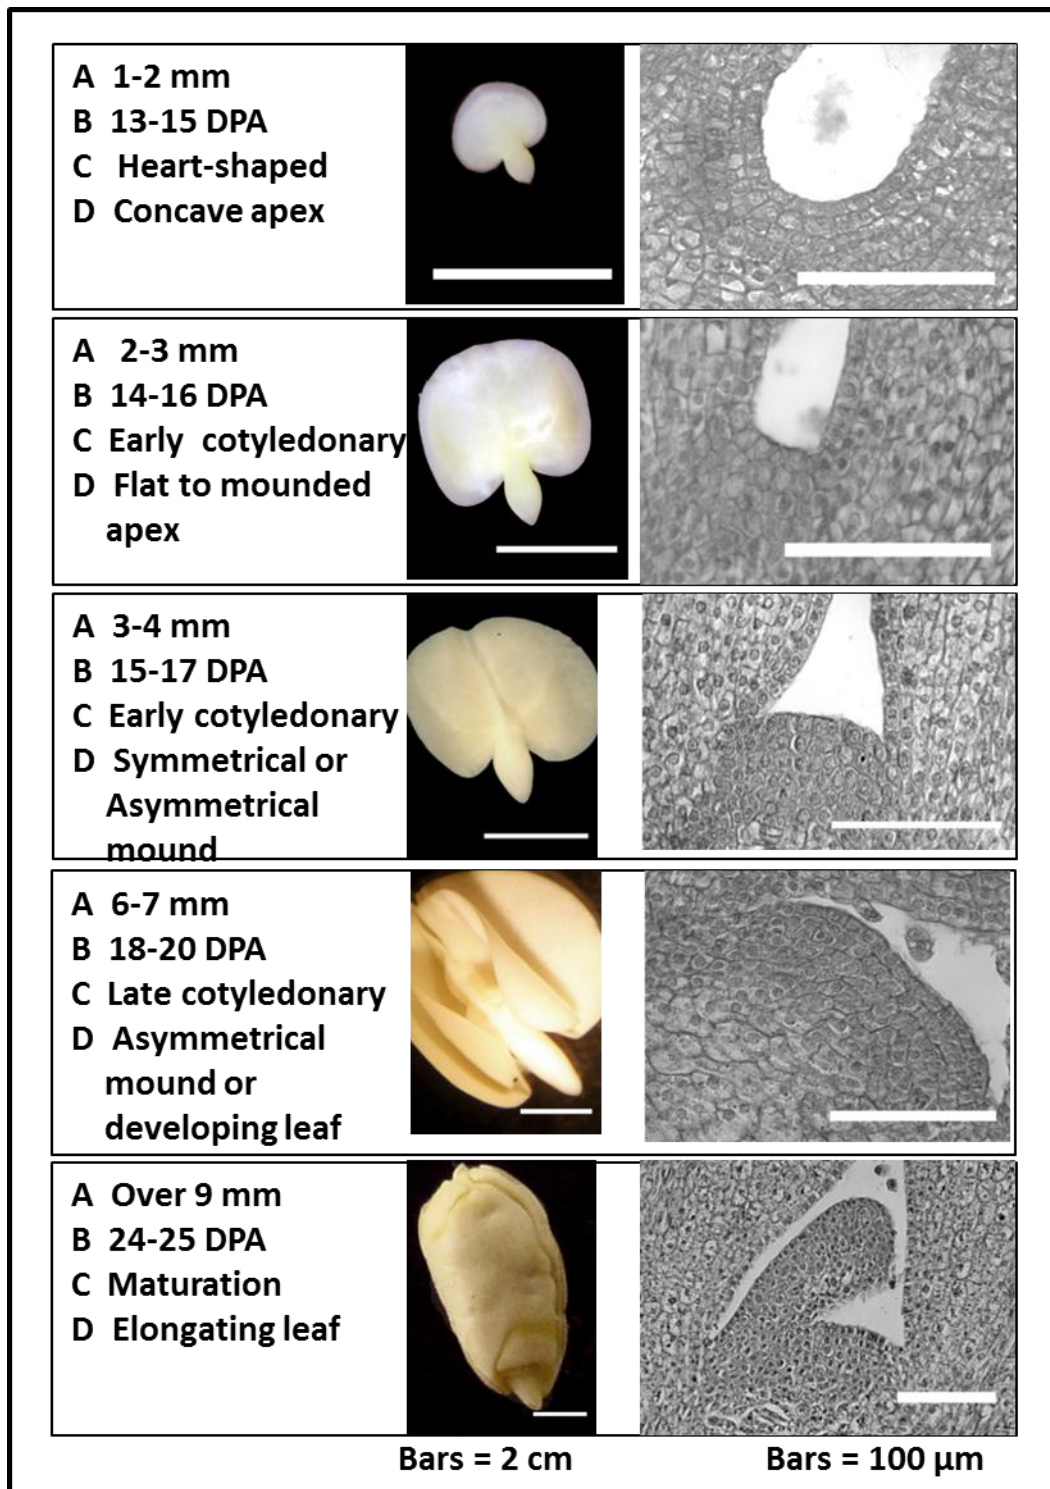 A 1-2 mm
B 13-15 DPA
C Heart-shaped
D Concave apex
A 2-3 mm
B 14-16 DPA
C Early cotyledonary
D Flat to mounded
apex
A 3-4 mm
B 15-17 DPA
C Early cotyledonary
D Symmetrical or
Asymmetrical
mound
A 6-7 mm
B 18-20 DPA
C Late cotyledonary
D Asymmetrical
mound or
developing leaf
A Over 9 mm
B 24-25 DPA
C Maturation
D Elongating leaf
Bars = 2 cm
Bars = 100 µm